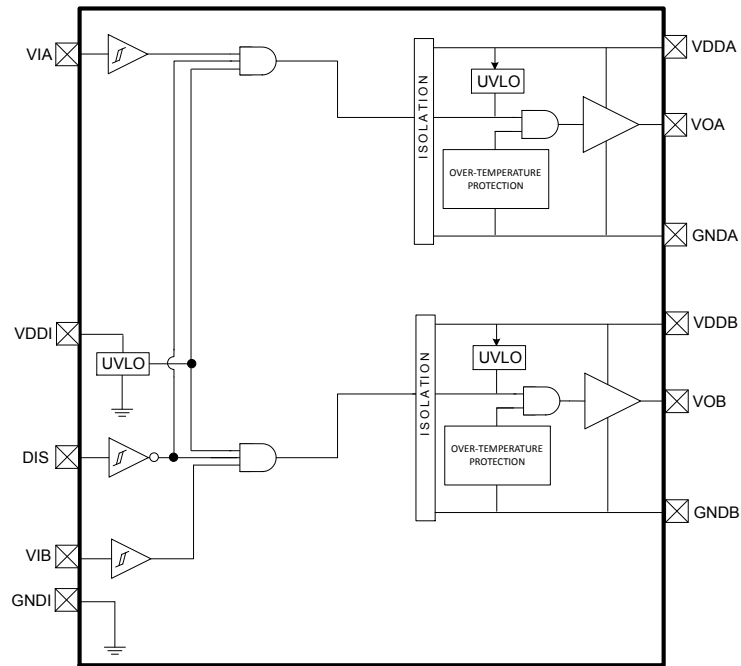 VIA
VDDI
UVLO
DIS
VIB
GNDI
ISOLATION
UVLO
OVER-TEMPERATURE
PROTECTION
VDDA
VOA
GNDA
ISOLATION
UVLO
OVER-TEMPERATURE
PROTECTION
VDDB
VOB
GNDB